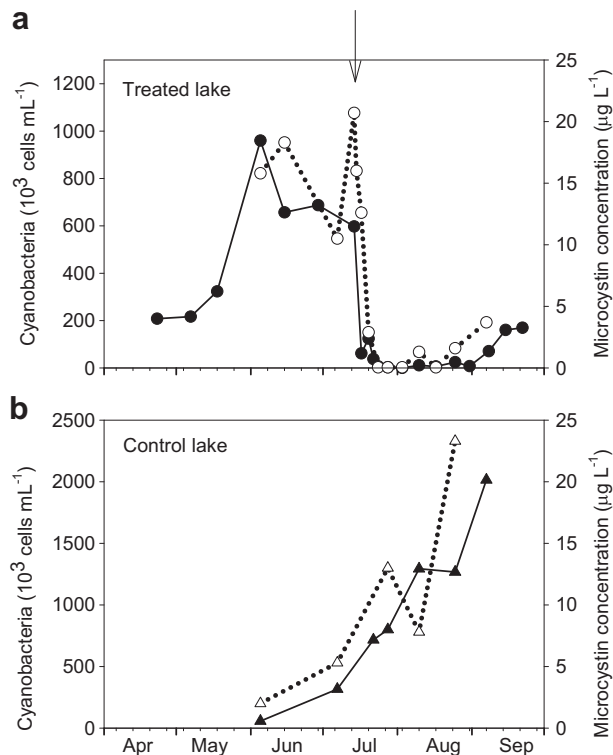 a
Treated lake
Cyanobacteria (10³ cells mL⁻¹)
1200
1000
800
600
400
200
0
Microcystin concentration (µg L⁻¹)
25
20
15
10
5
0
b
Control lake
Cyanobacteria (10³ cells mL⁻¹)
2500
2000
1500
1000
500
0
Microcystin concentration (µg L⁻¹)
25
20
15
10
5
0
Apr May Jun Jul Aug Sep